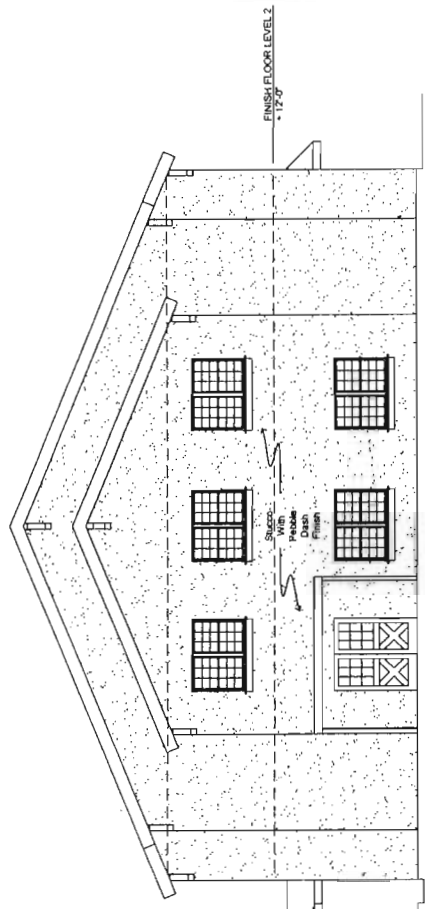 FINISH FLOOR LEVEL 2
+ 12'-0"
Stucco
With
Pebble
Dash
Finish